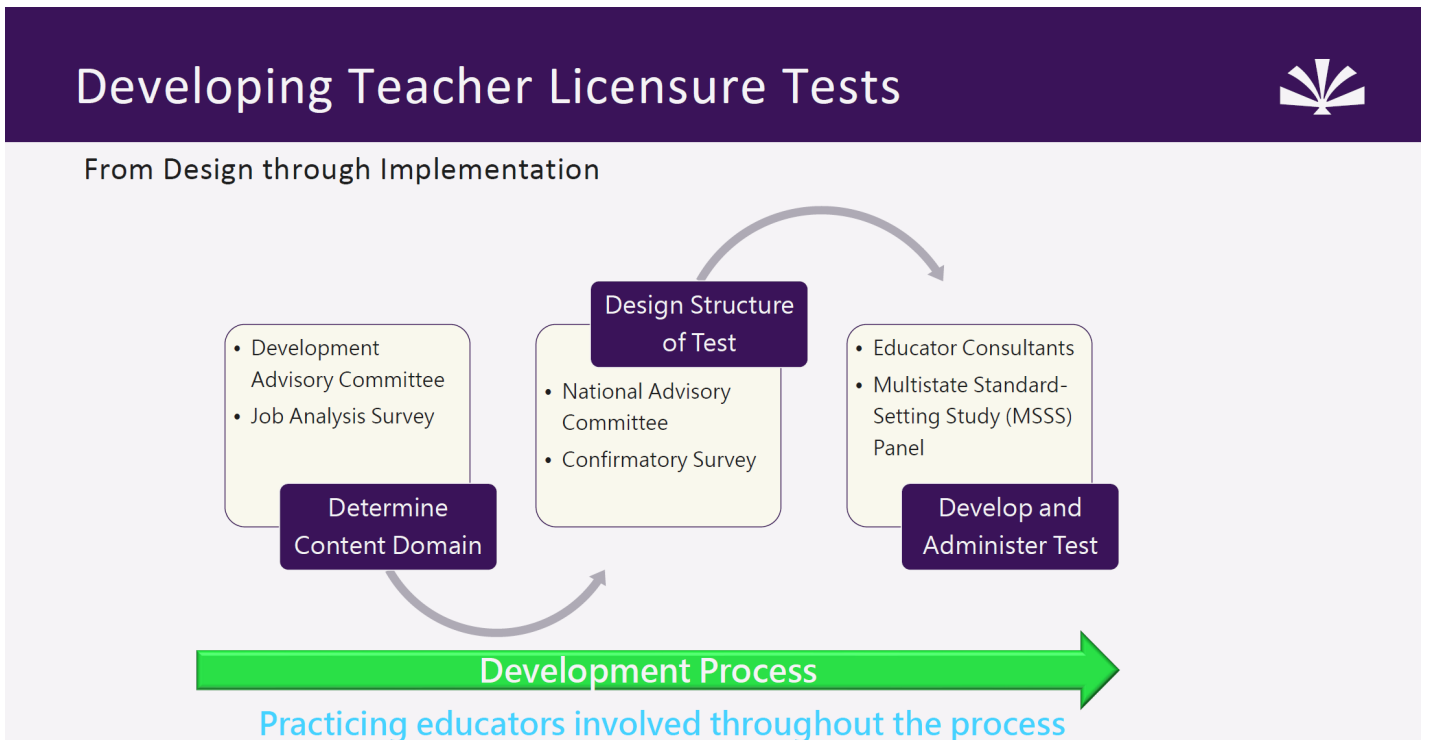 Developing Teacher Licensure Tests
From Design through Implementation
• Development
Advisory Committee
• Job Analysis Survey
Determine
Content Domain
Design Structure
of Test
• National Advisory
Committee
• Confirmatory Survey
• Educator Consultants
• Multistate Standard-
Setting Study (MSSS)
Panel
Develop and
Administer Test
Development Process
Practicing educators involved throughout the process